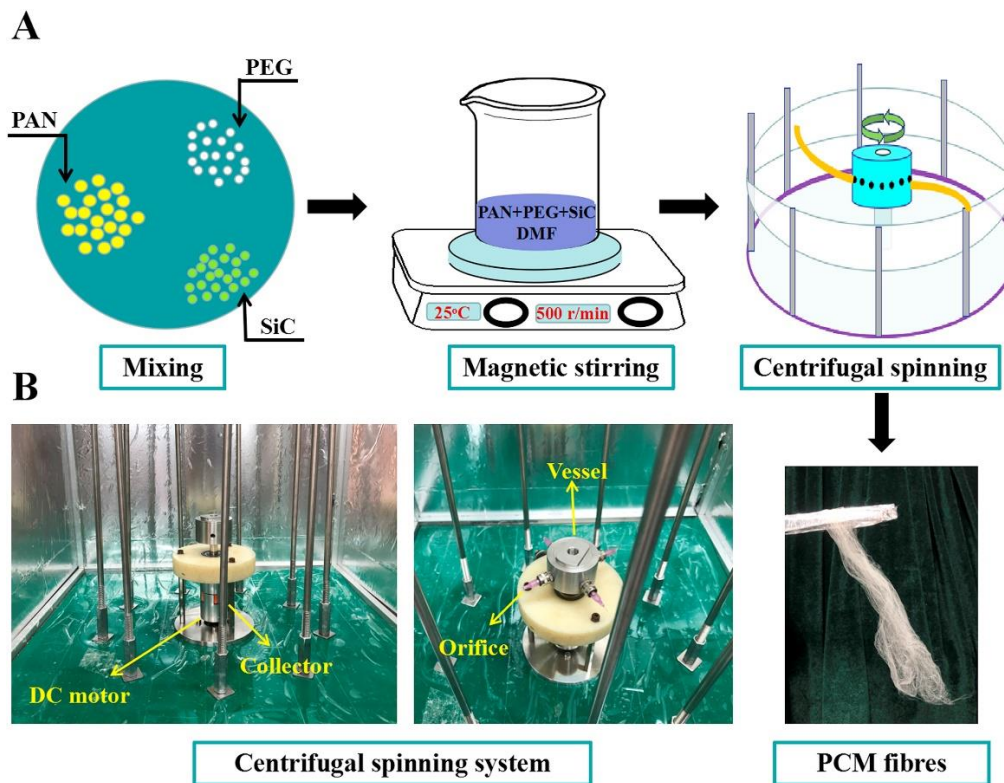 A
PEG
PAN
SiC
PAN+PEG+SiC
DMF
25°C
500 r/min
Mixing
Magnetic stirring
Centrifugal spinning
B
Vessel
Orifice
Collector
DC motor
Centrifugal spinning system
PCM fibres